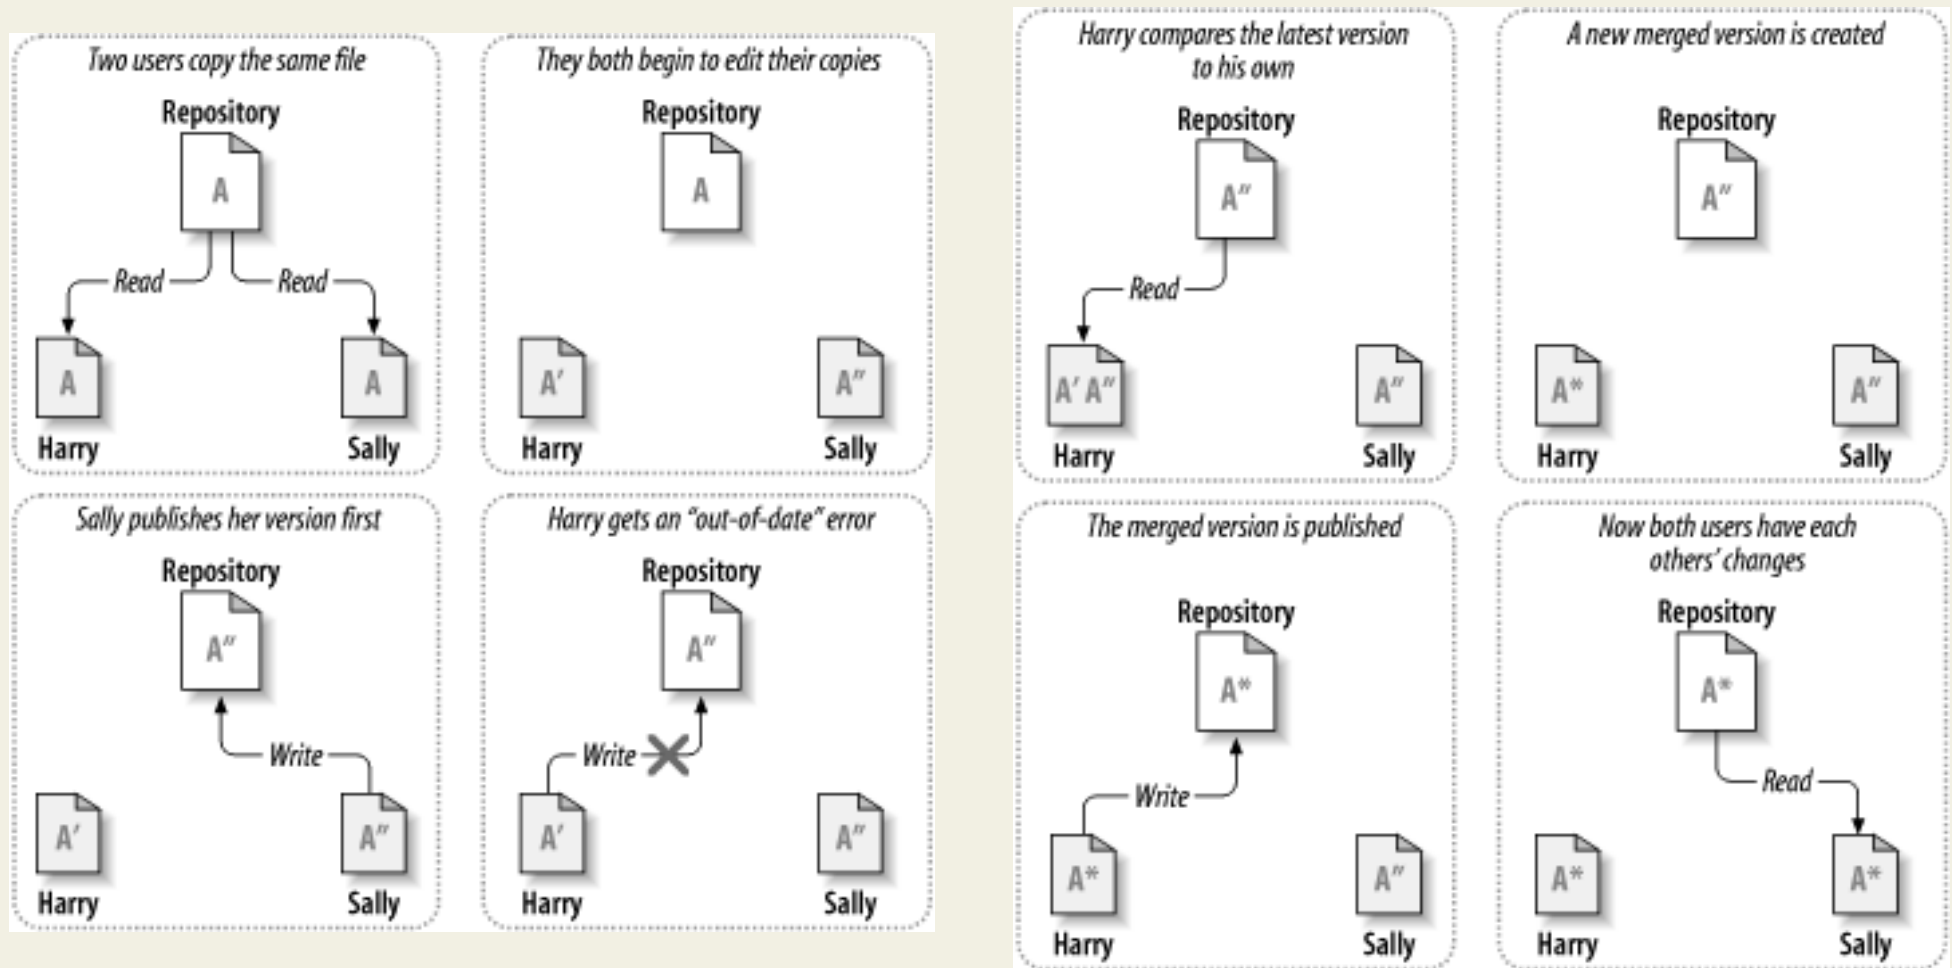 Two users copy the same file
Repository
A
Read
Read
A
A
Harry
Sally
They both begin to edit their copies
Repository
A
A′
A″
Harry
Sally
Sally publishes her version first
Repository
A″
Write
A′
A″
Harry
Sally
Harry gets an “out-of-date” error
Repository
A″
Write
A′
A″
Harry
Sally
Harry compares the latest version
to his own
Repository
A″
Read
A′ A″
A″
Harry
Sally
A new merged version is created
Repository
A″
A*
A″
Harry
Sally
The merged version is published
Repository
A*
Write
A*
A″
Harry
Sally
Now both users have each
others’ changes
Repository
A*
Read
A*
A*
Harry
Sally